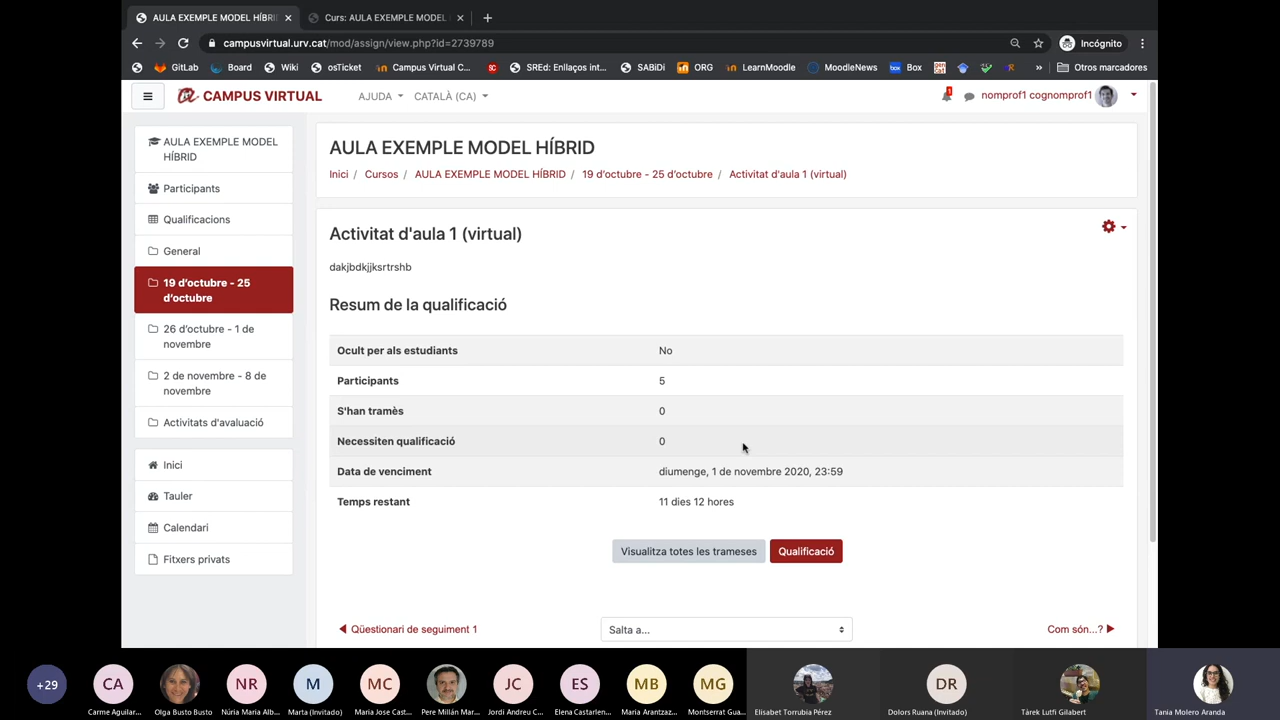 AULA EXEMPLE MODEL HÍBRI
Curs: AULA EXEMPLE MODEL
campusvirtual.urv.cat/mod/assign/view.php?id=2739789
Incógnito
GitLab
Board
Wiki
osTicket
Campus Virtual C...
SREd: Enllaços int...
SABiDi
ORG
LearnMoodle
MoodleNews
Box
»
Otros marcadores
CAMPUS VIRTUAL
AJUDA
CATALÀ (CA)
1
nomprof1 cognomprof1
AULA EXEMPLE MODEL
HÍBRID
Participants
Qualificacions
General
19 d'octubre - 25
d'octubre
26 d'octubre - 1 de
novembre
2 de novembre - 8 de
novembre
Activitats d'avaluació
Inici
Tauler
Calendari
Fitxers privats
AULA EXEMPLE MODEL HÍBRID
Inici / Cursos / AULA EXEMPLE MODEL HÍBRID / 19 d'octubre - 25 d'octubre / Activitat d'aula 1 (virtual)
Activitat d'aula 1 (virtual)
dakjbdkjjksrtrshb
Resum de la qualificació
Ocult per als estudiants No
Participants 5
S'han tramès 0
Necessiten qualificació 0
Data de venciment diumenge, 1 de novembre 2020, 23:59
Temps restant 11 dies 12 hores
Visualitza totes les trameses Qualificació
Qüestionari de seguiment 1
Salta a...
Com són...?
+29
CA
NR
M
MC
JC
ES
MB
MG
DR
Carme Aguilar...
Olga Busto Busto
Núria Maria Alb...
Marta (Invitado)
Maria Jose Cast...
Pere Millán Mar...
Jordi Andreu C...
Elena Castarlen...
Maria Arantzaz...
Montserrat Gua...
Elisabet Torrubia Pérez
Dolors Ruana (Invitado)
Tàrek Lutfi Gilabert
Tania Molero Aranda